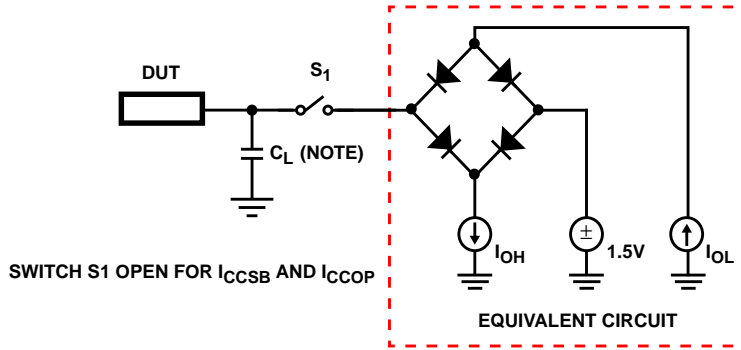 DUT
S1
CL (NOTE)
±
IOH
1.5V
IOL
SWITCH S1 OPEN FOR ICCSB AND ICCOP
EQUIVALENT CIRCUIT